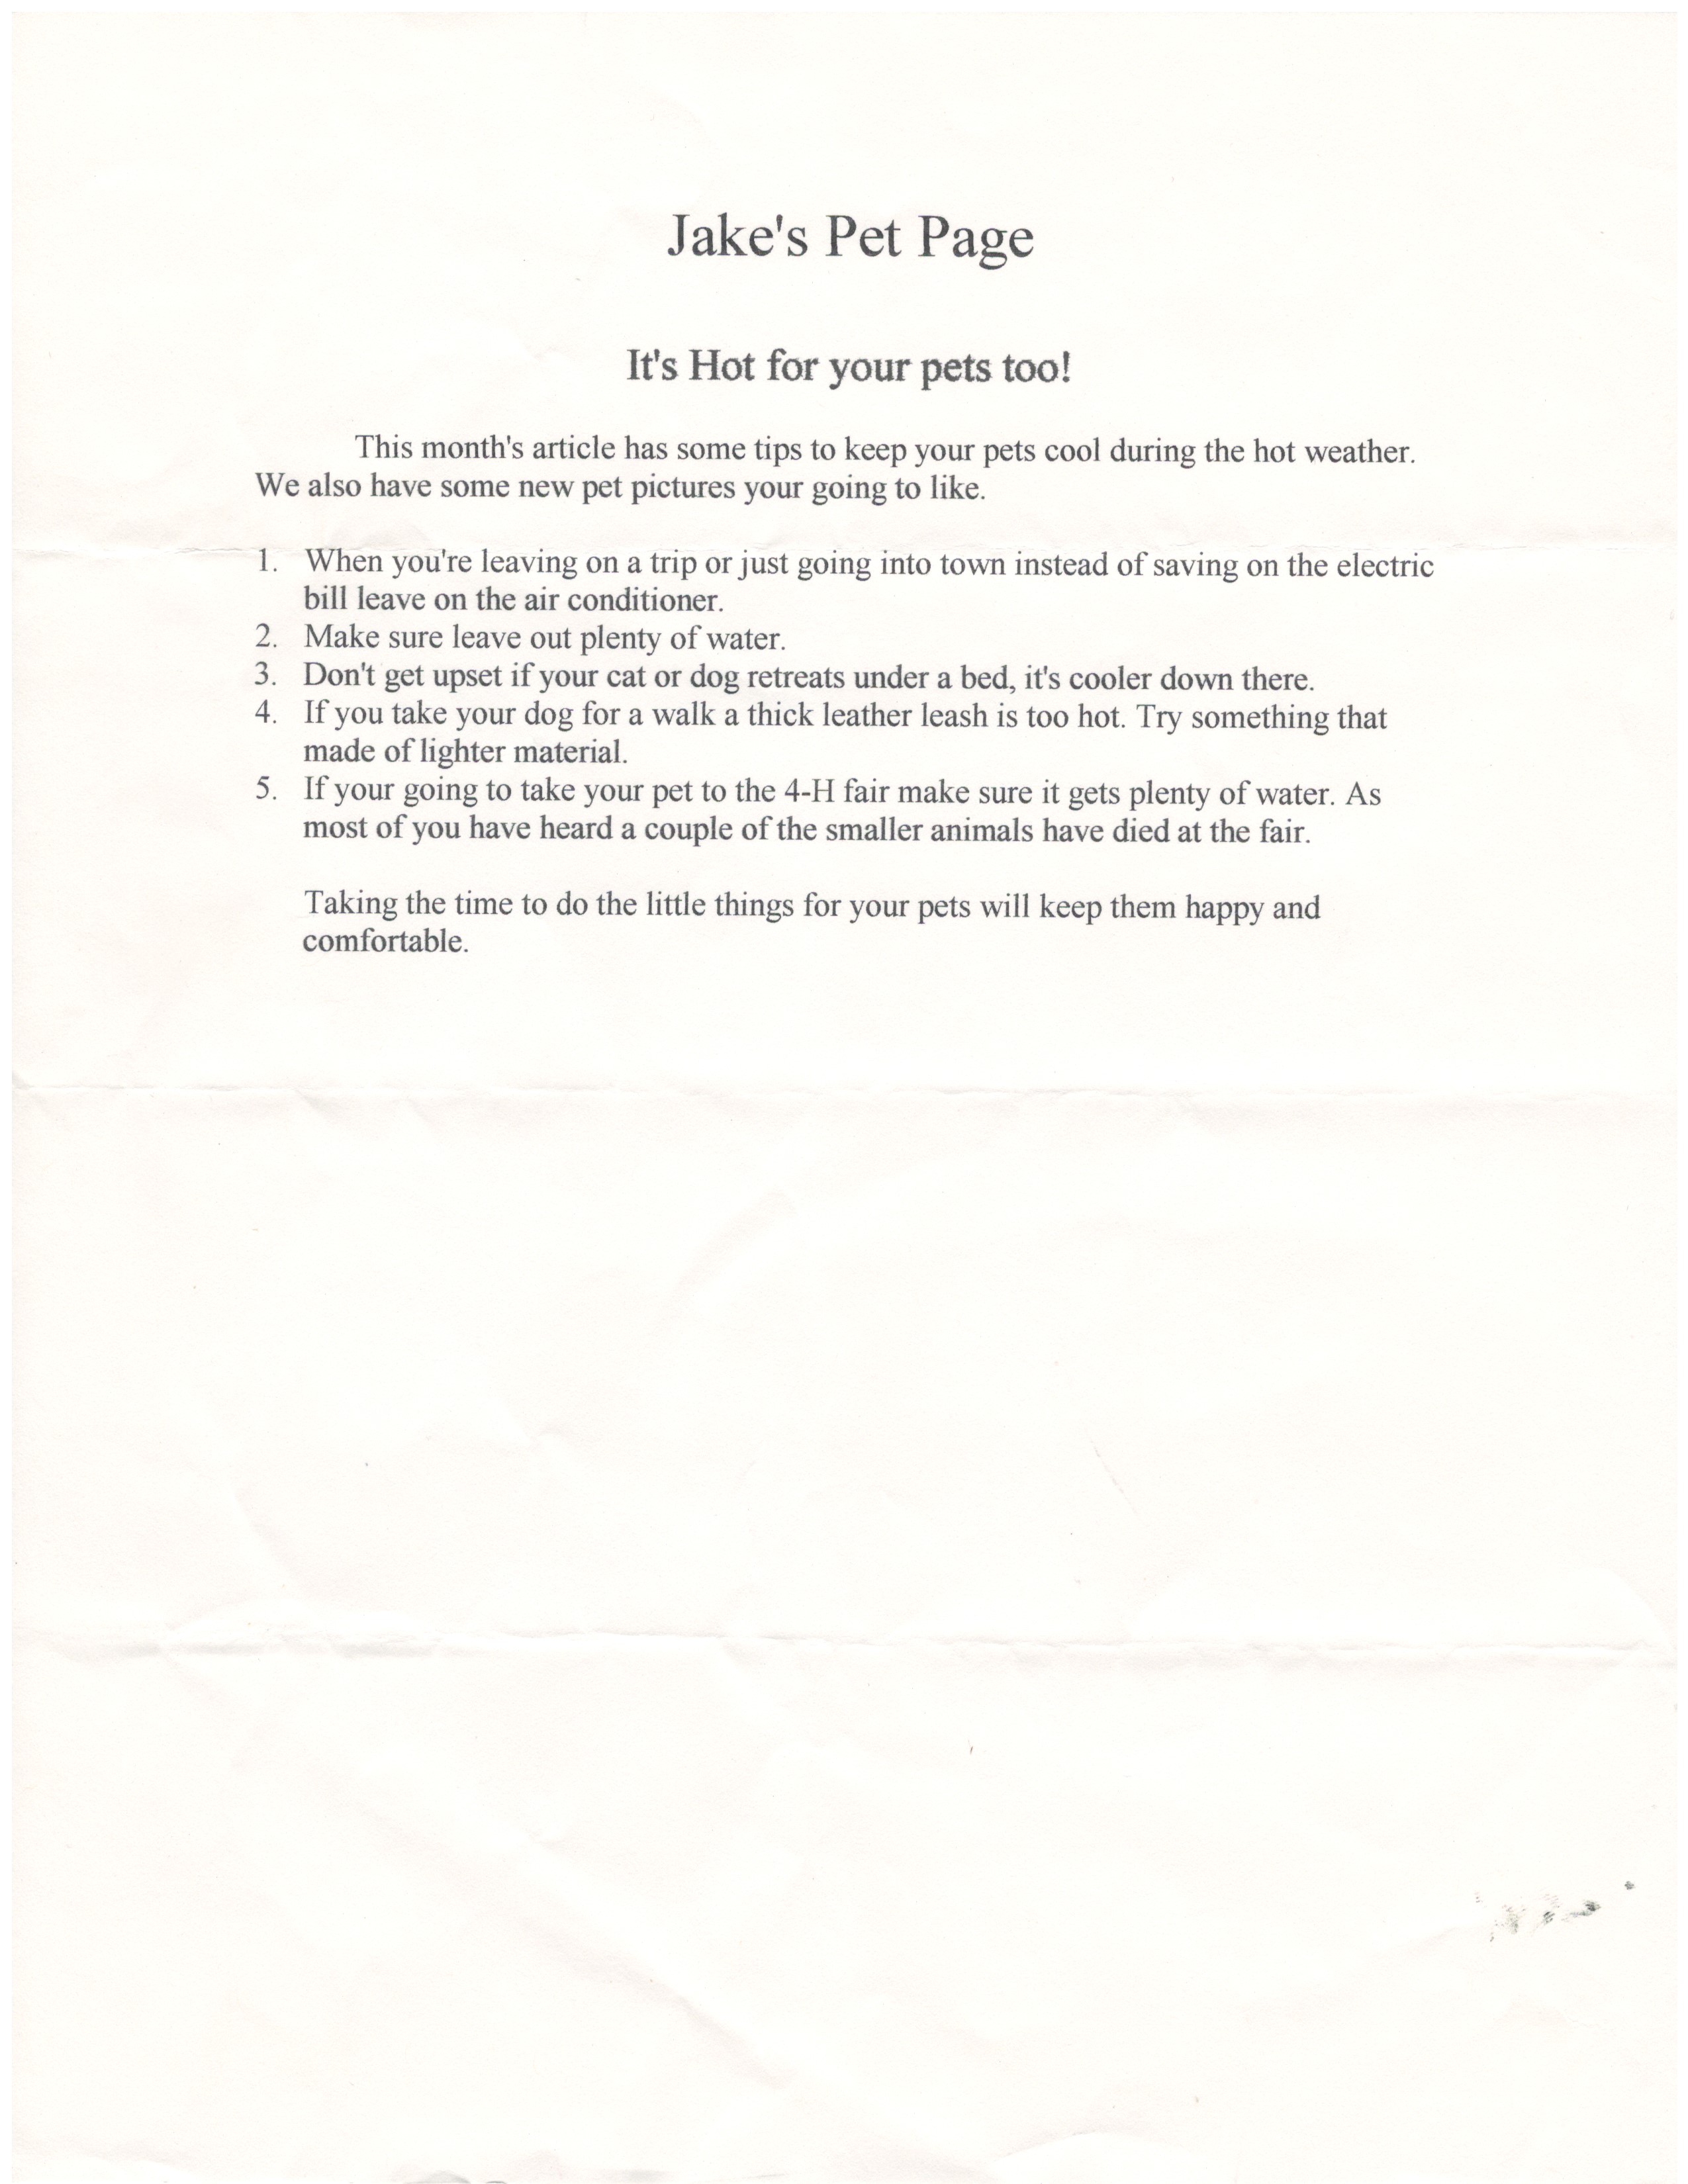 Jake's Pet Page
It's Hot for your pets too!
This month's article has some tips to keep your pets cool during the hot weather.
We also have some new pet pictures your going to like.
1. When you're leaving on a trip or just going into town instead of saving on the electric
bill leave on the air conditioner.
2. Make sure leave out plenty of water.
3. Don't get upset if your cat or dog retreats under a bed, it's cooler down there.
4. If you take your dog for a walk a thick leather leash is too hot. Try something that
made of lighter material.
5. If your going to take your pet to the 4-H fair make sure it gets plenty of water. As
most of you have heard a couple of the smaller animals have died at the fair.
Taking the time to do the little things for your pets will keep them happy and
comfortable.